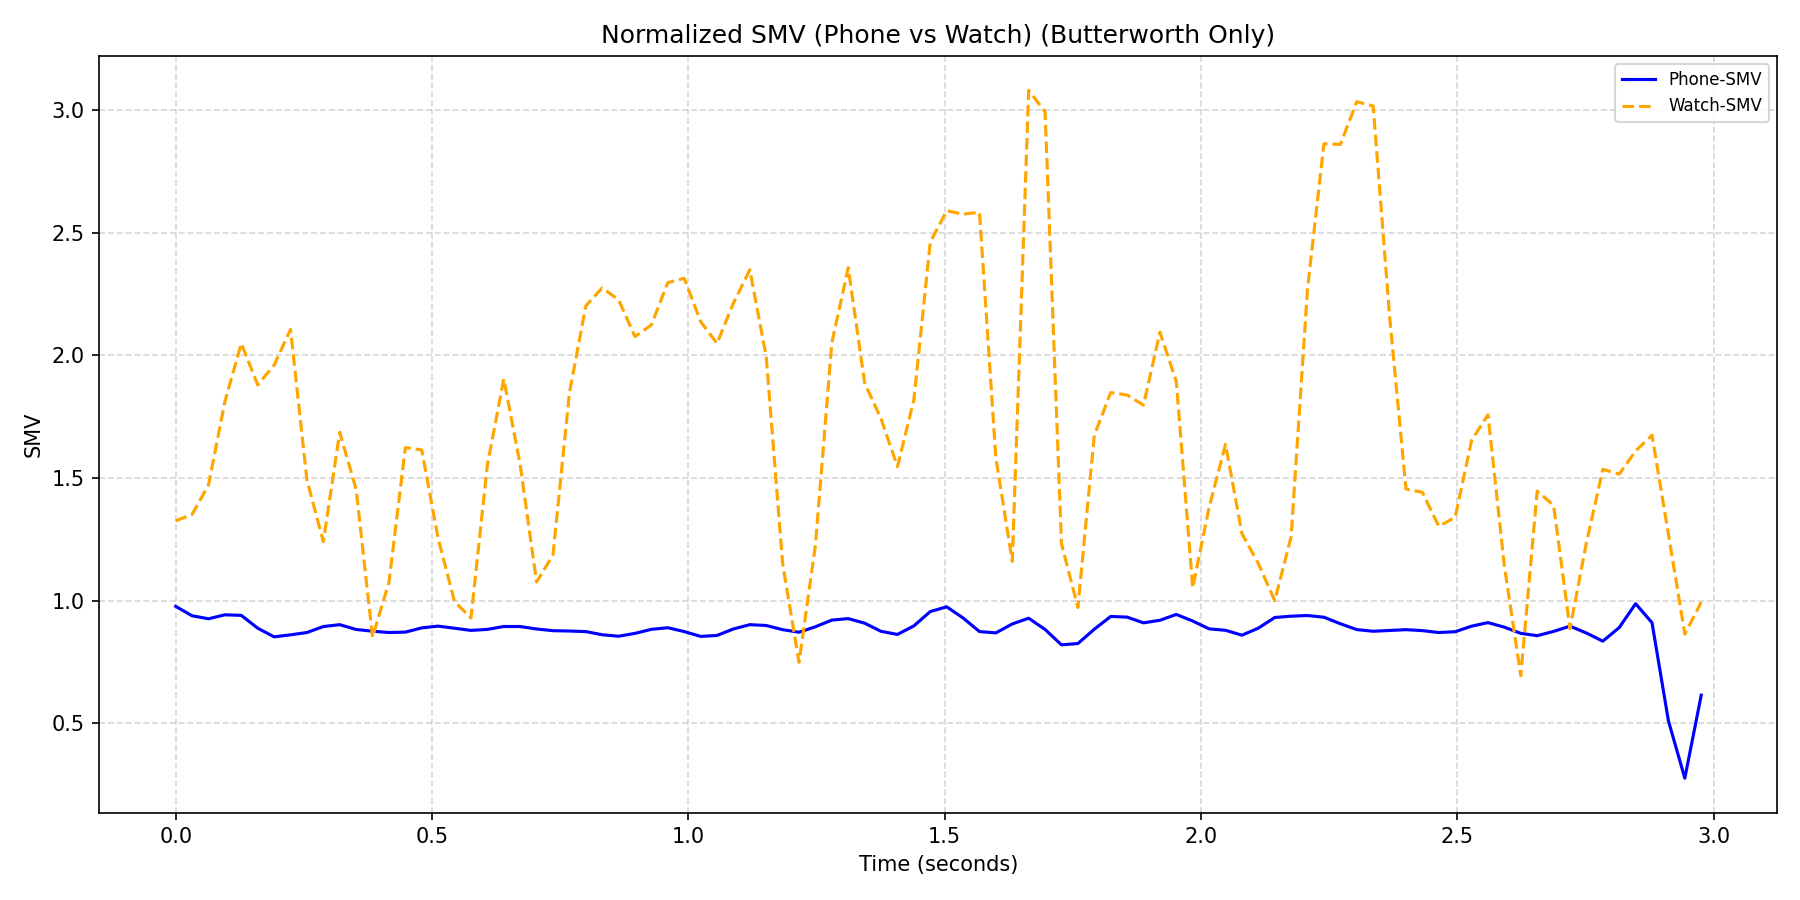 Normalized SMV (Phone vs Watch) (Butterworth Only)
Phone-SMV
Watch-SMV
3.0
2.5
2.0
1.5
1.0
0.5
SMV
0.0 0.5 1.0 1.5 2.0 2.5 3.0
Time (seconds)